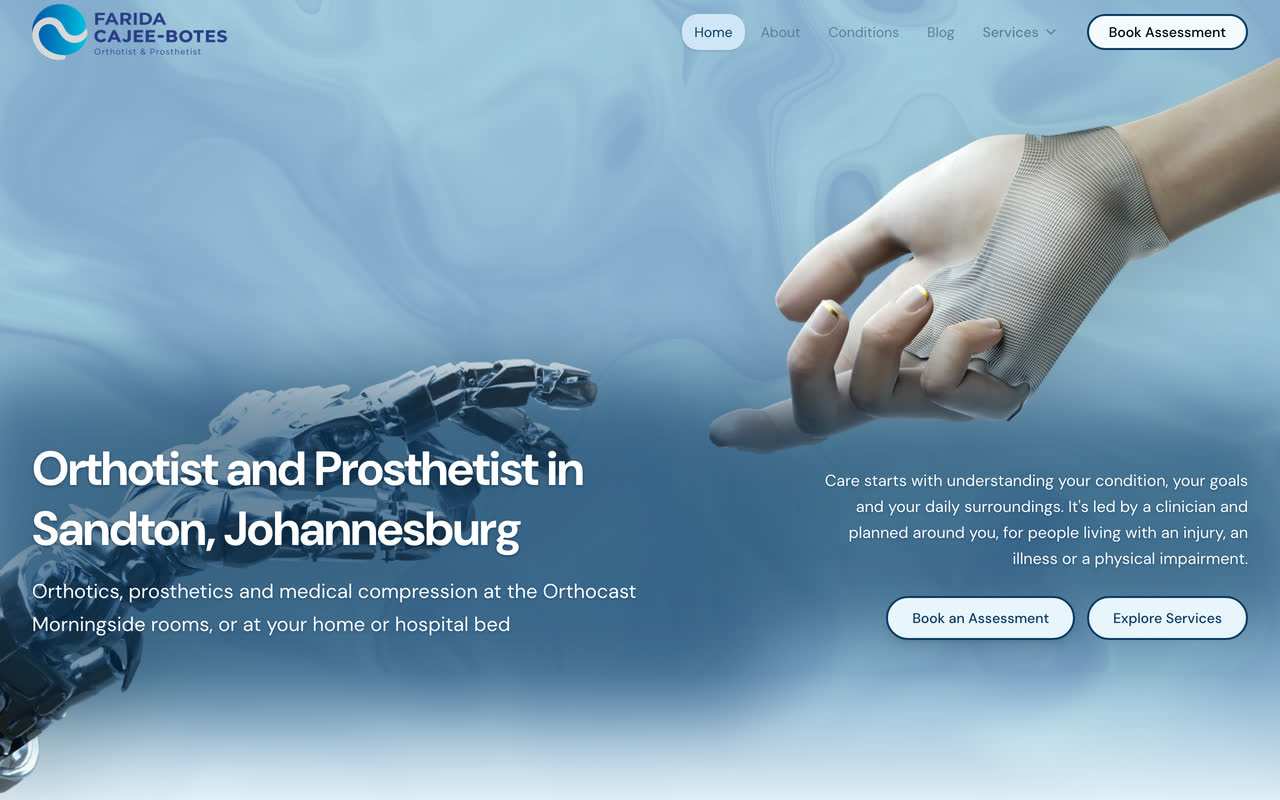 FARIDA
CAJEE-BOTES
Orthotist & Prosthetist
Home
About
Conditions
Blog
Services
Book Assessment
Orthotist and Prosthetist in
Sandton, Johannesburg
Orthotics, prosthetics and medical compression at the Orthocast
Morningside rooms, or at your home or hospital bed
Care starts with understanding your condition, your goals
and your daily surroundings. It's led by a clinician and
planned around you, for people living with an injury, an
illness or a physical impairment.
Book an Assessment
Explore Services